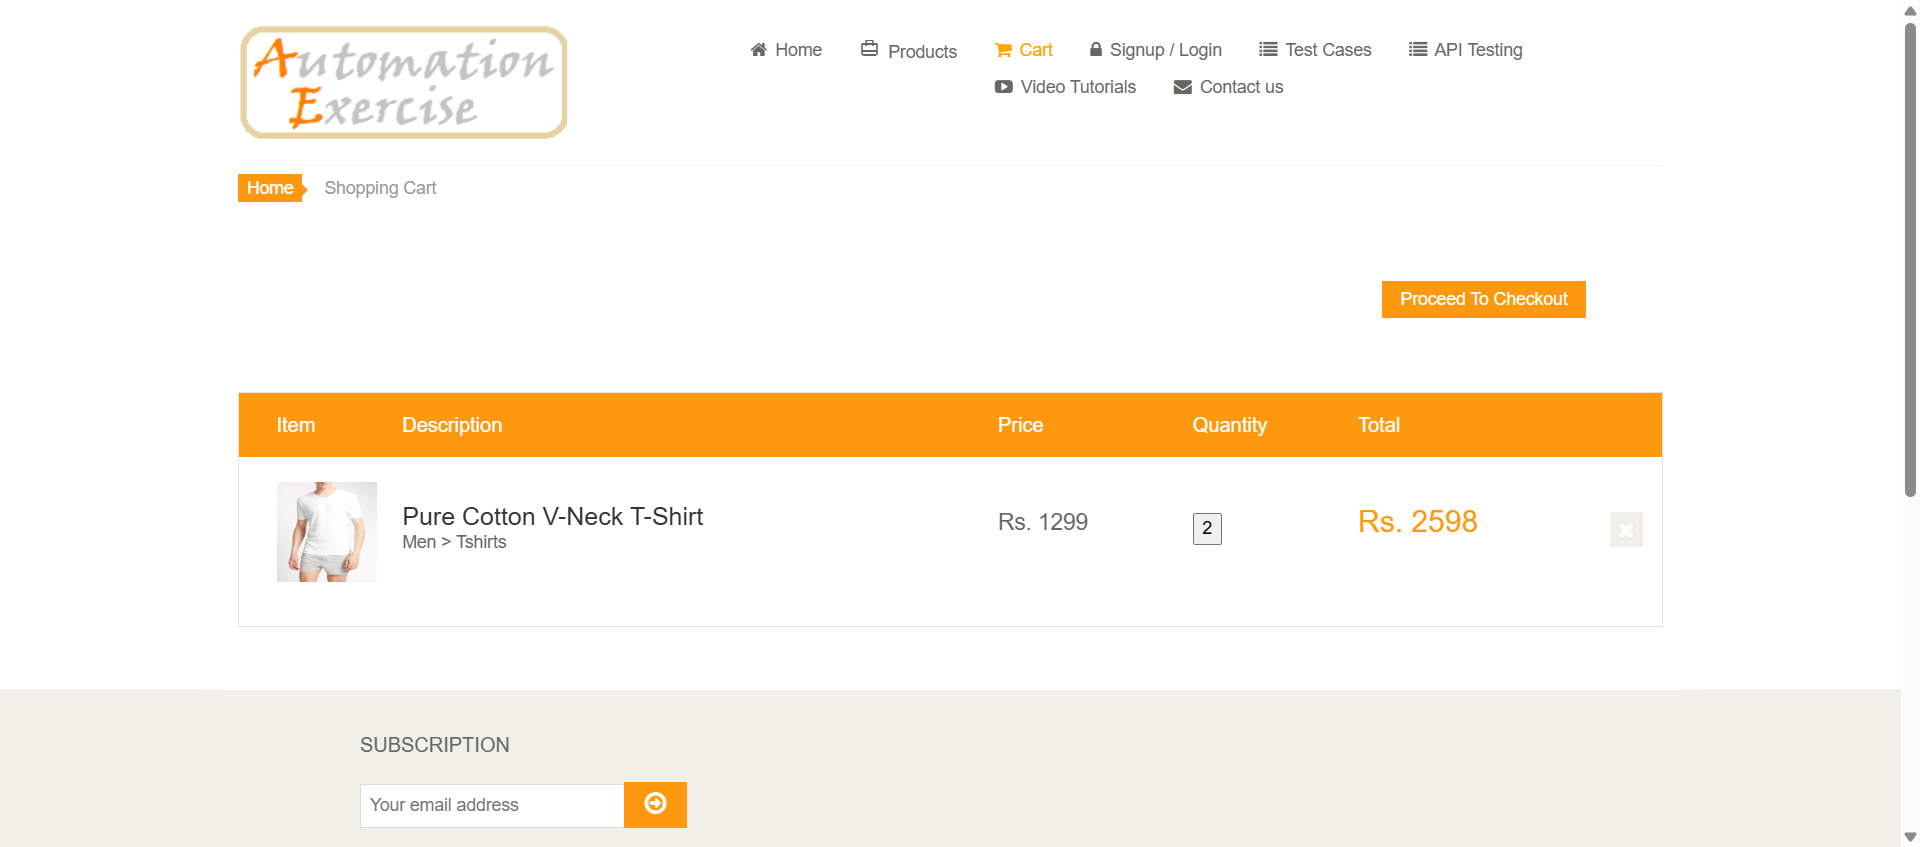 Automation
Exercise
Home Products Cart Signup / Login Test Cases API Testing
Video Tutorials Contact us
Home Shopping Cart
Proceed To Checkout
Item Description Price Quantity Total
Pure Cotton V-Neck T-Shirt Rs. 1299 2 Rs. 2598
Men > Tshirts
SUBSCRIPTION
Your email address